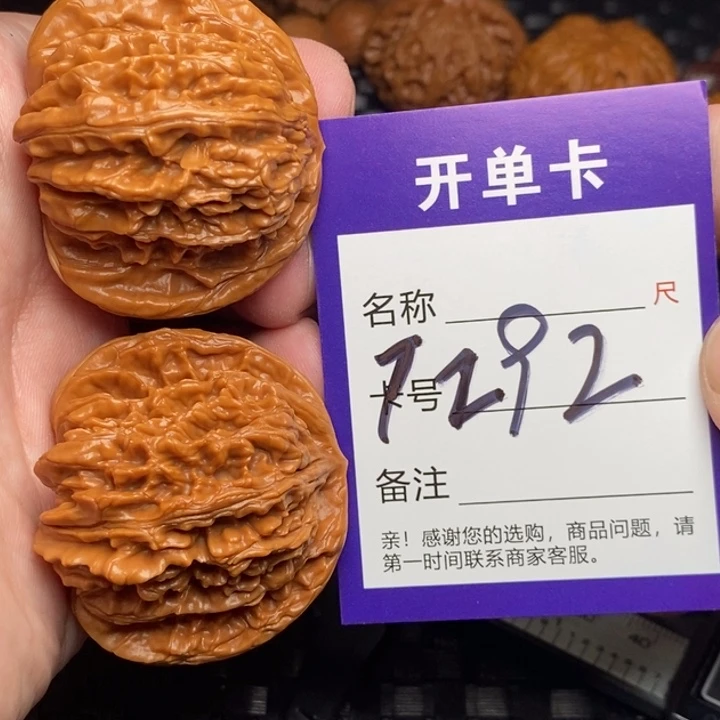 开单卡
名称 尺
卡号 7292
备注
亲！感谢您的选购，商品问题，请
第一时间联系商家客服。
40